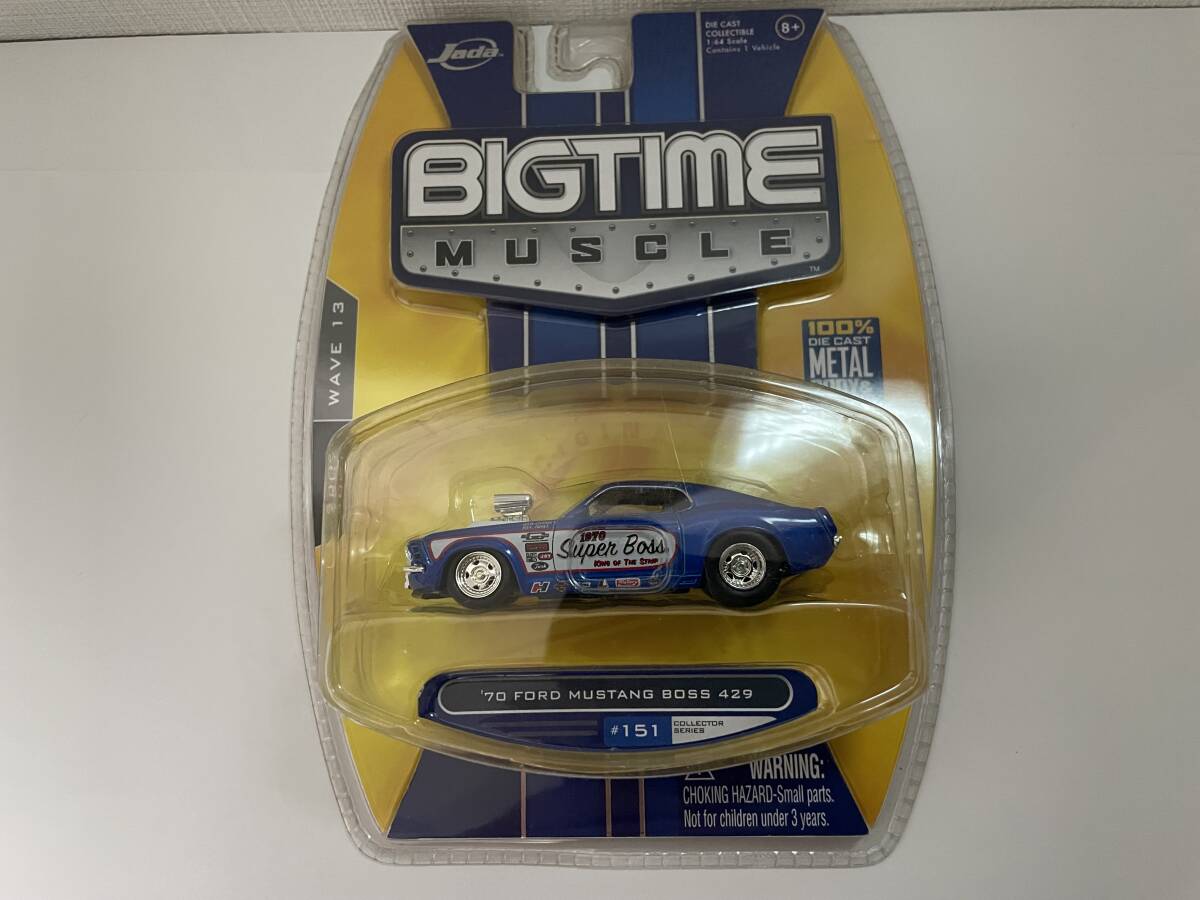 Jada
DIE CAST
COLLECTIBLE
1:64 Scale
Contains 1 Vehicle
8+
BIGTIME
MUSCLE
TM
WAVE 13
100%
DIE CAST
METAL
BODY&
1970
Super Boss
KING OF THE STRIP
H
'70 FORD MUSTANG BOSS 429
#151
COLLECTOR
SERIES
WARNING:
CHOKING HAZARD-Small parts.
Not for children under 3 years.